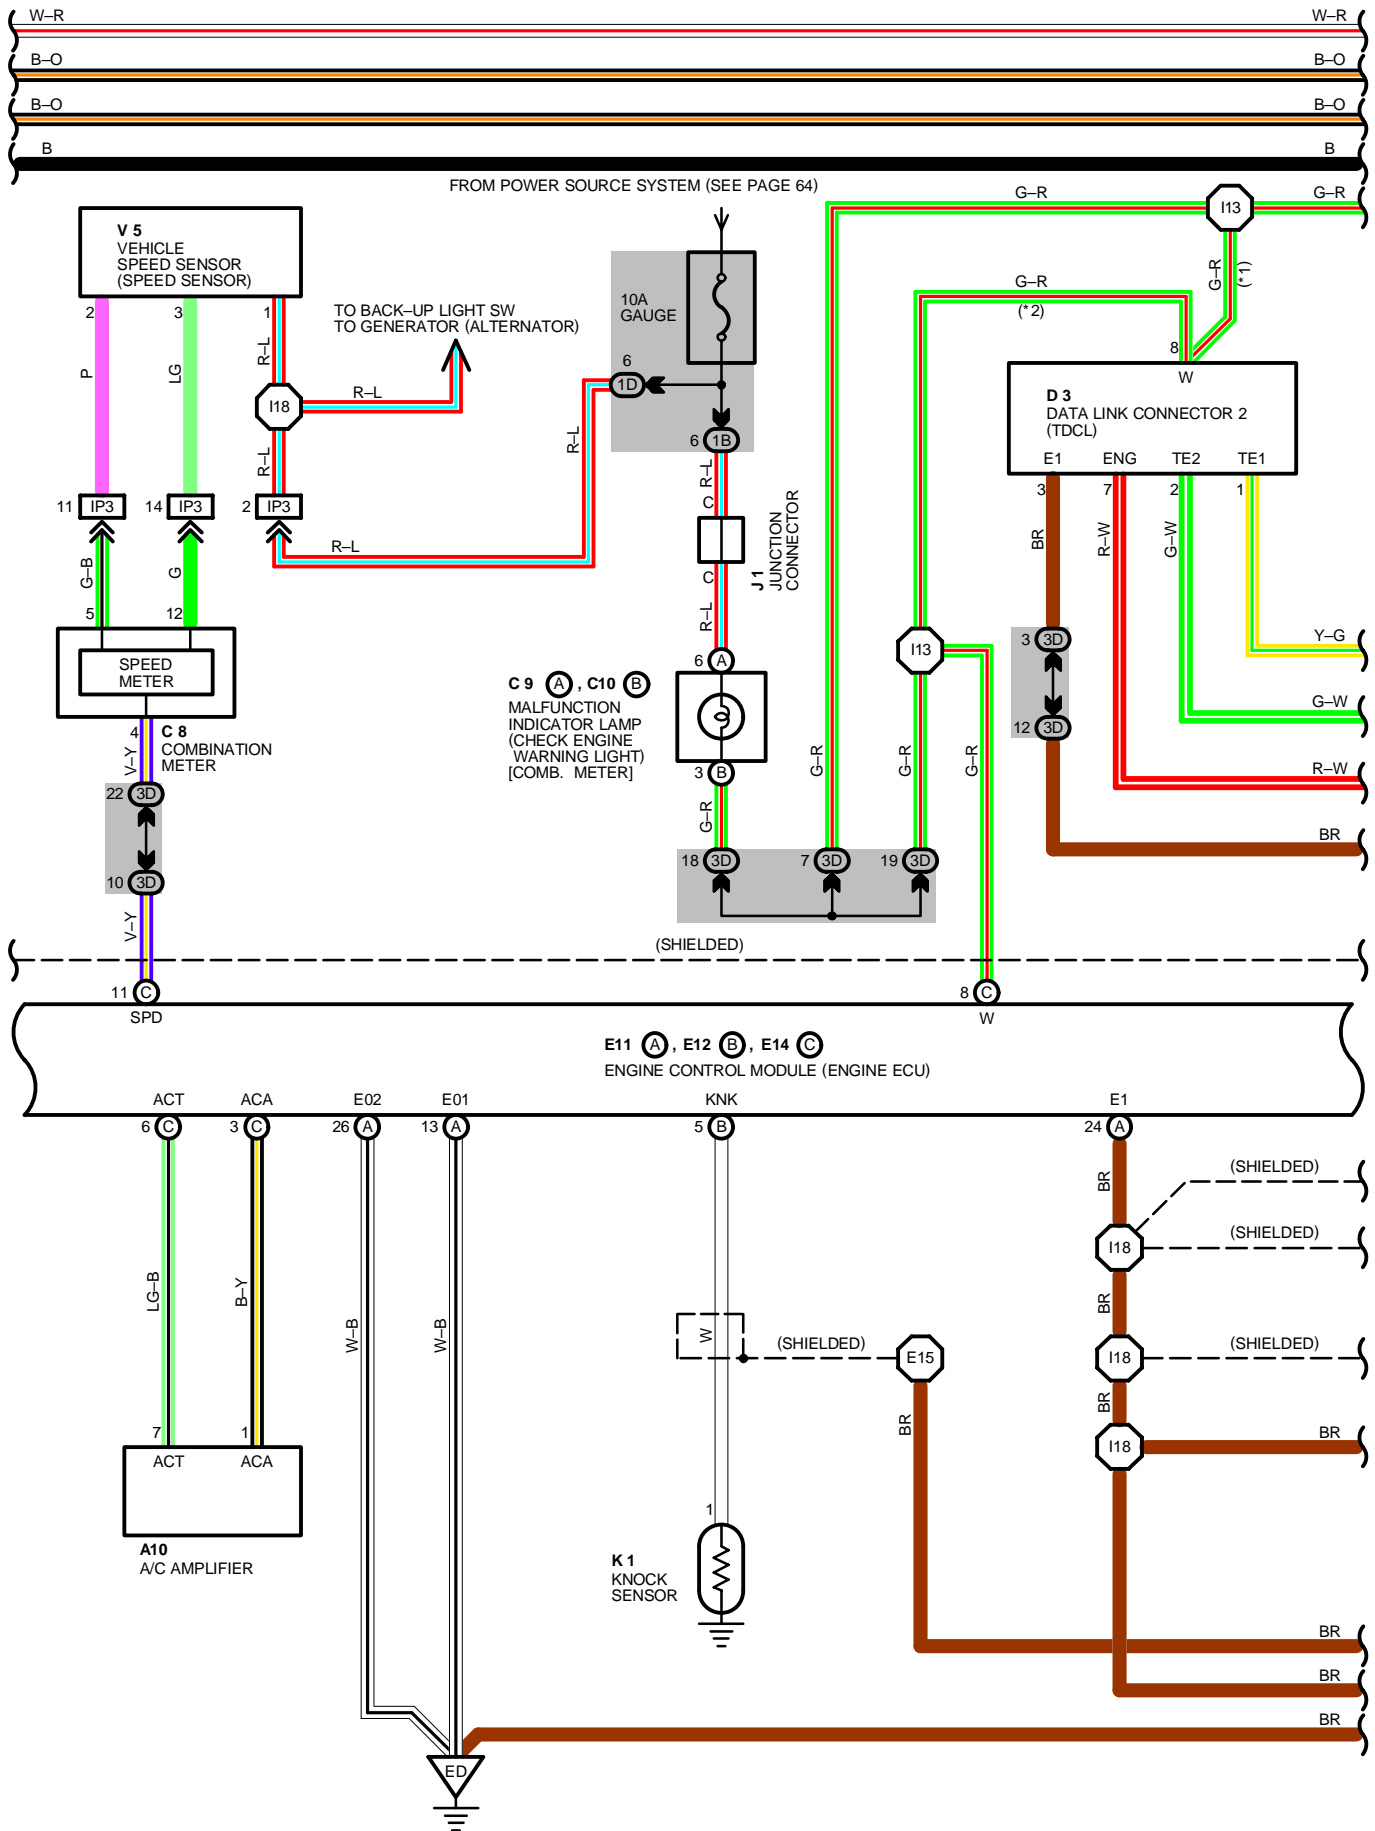 W–R
W–R
B–O
B–O
B–O
B–O
B
B
FROM POWER SOURCE SYSTEM (SEE PAGE 64)
G–R
I13
G–R
V 5
VEHICLE
SPEED SENSOR
(SPEED SENSOR)
G–R
(*1)
2
3
1
P
LG
R–L
TO BACK–UP LIGHT SW
TO GENERATOR (ALTERNATOR)
10A
GAUGE
G–R
(*2)
I18
R–L
6
1D
6
1B
R–L
R–L
R–L
8
W
D 3
DATA LINK CONNECTOR 2
(TDCL)
E1
ENG
TE2
TE1
3
7
2
1
11
IP3
14
IP3
2
IP3
R–L
C
J 1
JUNCTION
CONNECTOR
C
R–L
G–B
G
BR
R–W
G–W
5
12
SPEED
METER
4
C 8
COMBINATION
METER
V–Y
22
3D
10
3D
V–Y
C 9
A
, C10
B
MALFUNCTION
INDICATOR LAMP
(CHECK ENGINE
WARNING LIGHT)
[COMB. METER]
6
A
3
B
G–R
I13
G–R
G–R
G–R
3
3D
12
3D
Y–G
G–W
R–W
BR
18
3D
7
3D
19
3D
(SHIELDED)
11
C
SPD
8
C
W
E11
A
, E12
B
, E14
C
ENGINE CONTROL MODULE (ENGINE ECU)
ACT
ACA
E02
E01
KNK
E1
6
C
3
C
26
A
13
A
5
B
24
A
BR
(SHIELDED)
I18
(SHIELDED)
LG–B
B–Y
W–B
W–B
W
(SHIELDED)
E15
BR
I18
(SHIELDED)
BR
BR
I18
BR
7
1
ACT
ACA
A10
A/C AMPLIFIER
1
K 1
KNOCK
SENSOR
BR
BR
BR
ED